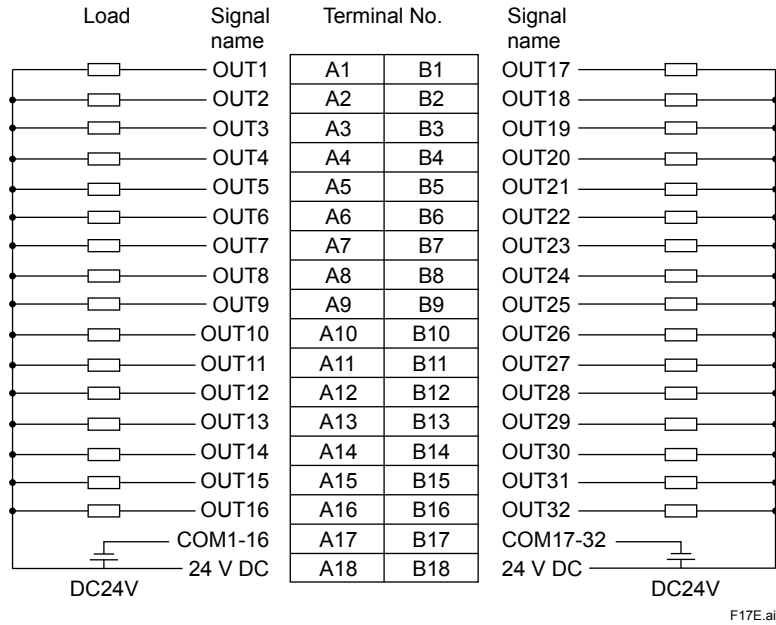 Load Signal name Terminal No. Signal name
OUT1 A1 B1 OUT17
OUT2 A2 B2 OUT18
OUT3 A3 B3 OUT19
OUT4 A4 B4 OUT20
OUT5 A5 B5 OUT21
OUT6 A6 B6 OUT22
OUT7 A7 B7 OUT23
OUT8 A8 B8 OUT24
OUT9 A9 B9 OUT25
OUT10 A10 B10 OUT26
OUT11 A11 B11 OUT27
OUT12 A12 B12 OUT28
OUT13 A13 B13 OUT29
OUT14 A14 B14 OUT30
OUT15 A15 B15 OUT31
OUT16 A16 B16 OUT32
COM1-16 A17 B17 COM17-32
24 V DC A18 B18 24 V DC
DC24V DC24V
F17E.ai